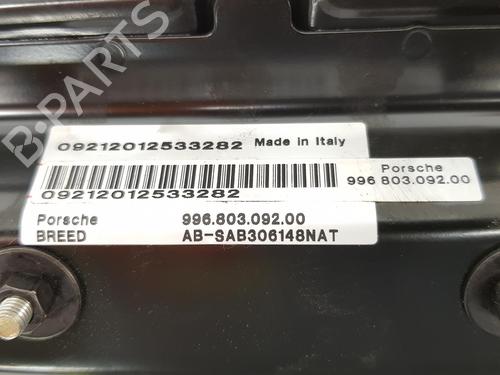 B-PARTS
09212012533282 Made in Italy
09212012533282
Porsche 996.803.092.00
BREED AB-SAB306148NAT
Porsche
996 803.092.00